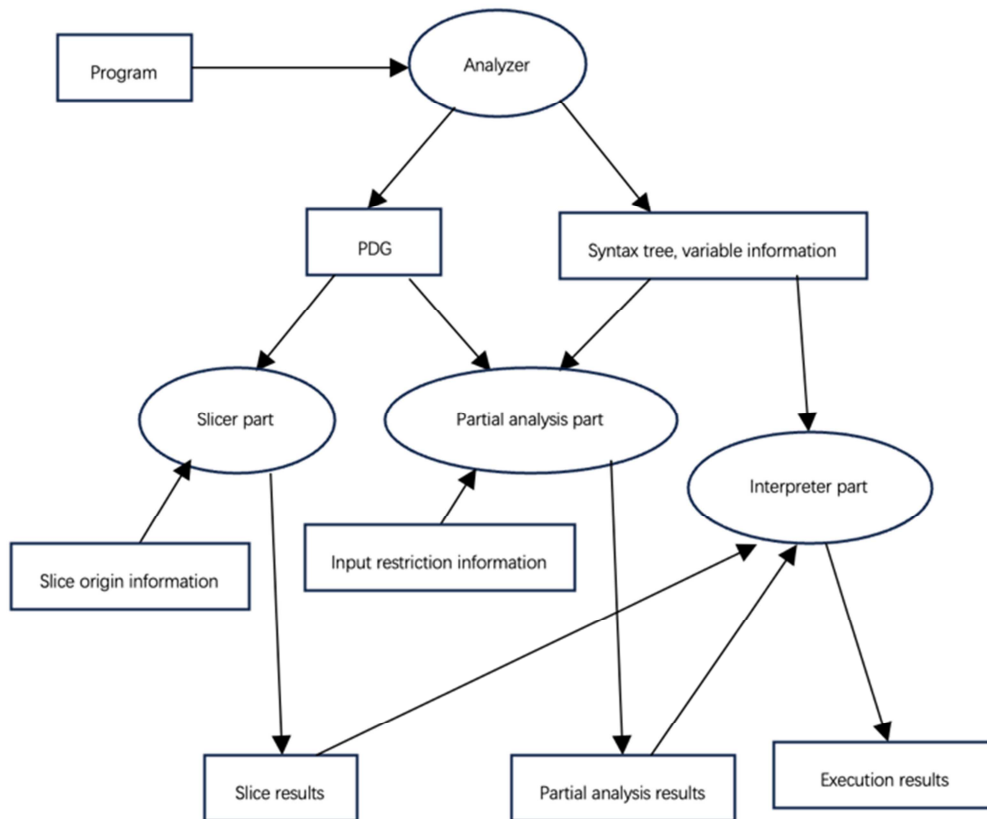 Program
Analyzer
PDG
Syntax tree, variable information
Slicer part
Partial analysis part
Interpreter part
Slice origin information
Input restriction information
Slice results
Partial analysis results
Execution results